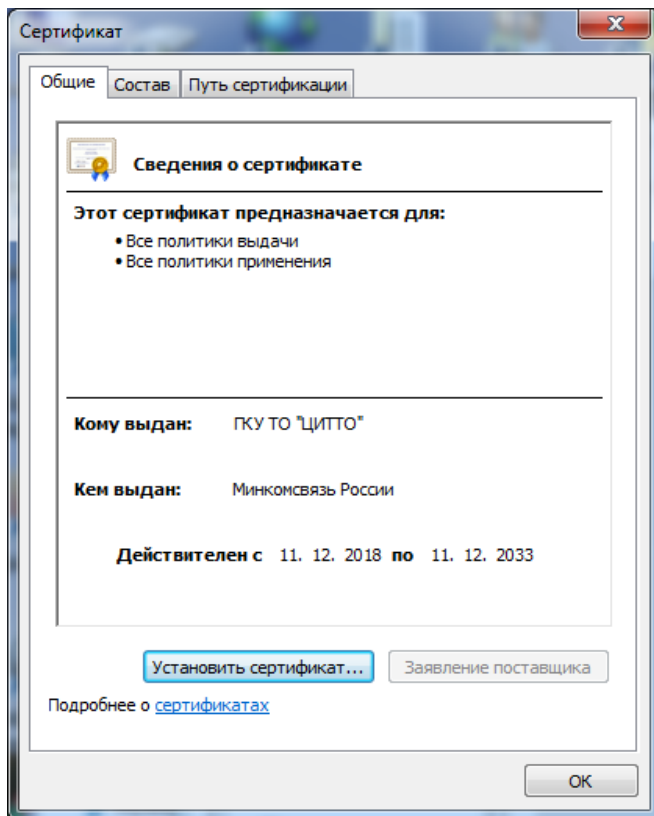 Сертификат
Общие Состав Путь сертификации
Сведения о сертификате
Этот сертификат предназначается для:
• Все политики выдачи
• Все политики применения
Кому выдан: ГКУ ТО "ЦИТТО"
Кем выдан: Минкомсвязь России
Действителен с 11. 12. 2018 по 11. 12. 2033
Установить сертификат... Заявление поставщика
Подробнее о сертификатах
ОК